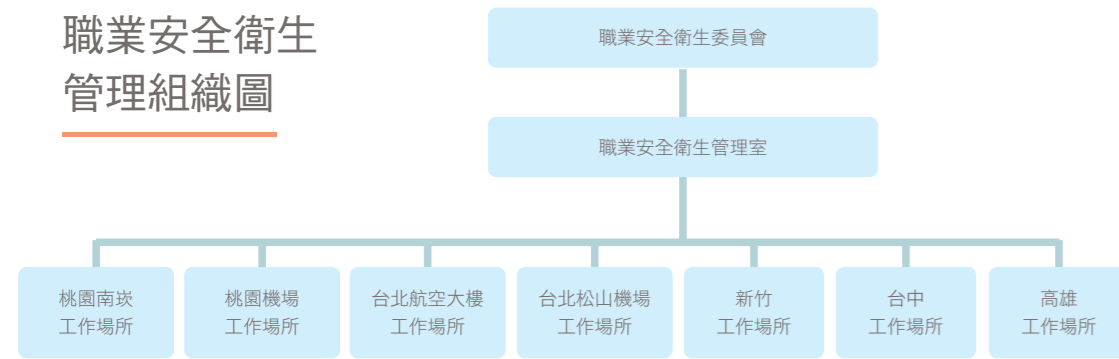 職業安全衛生
管理組織圖
職業安全衛生委員會
職業安全衛生管理室
桃園南崁
工作場所
桃園機場
工作場所
台北航空大樓
工作場所
台北松山機場
工作場所
新竹
工作場所
台中
工作場所
高雄
工作場所